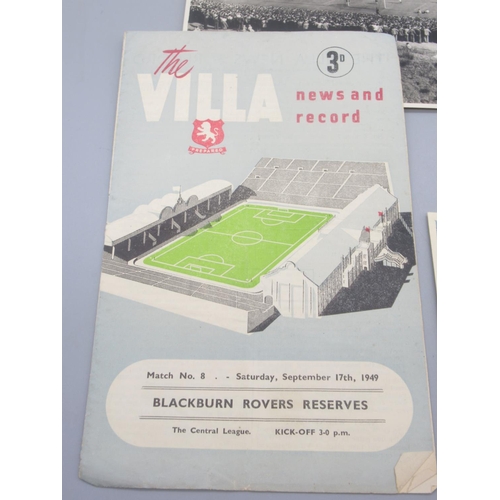 The
VILLA
3D
news and
record
PREPARED
Match No. 8 . - Saturday, September 17th, 1949
BLACKBURN ROVERS RESERVES
The Central League. KICK-OFF 3-0 p.m.